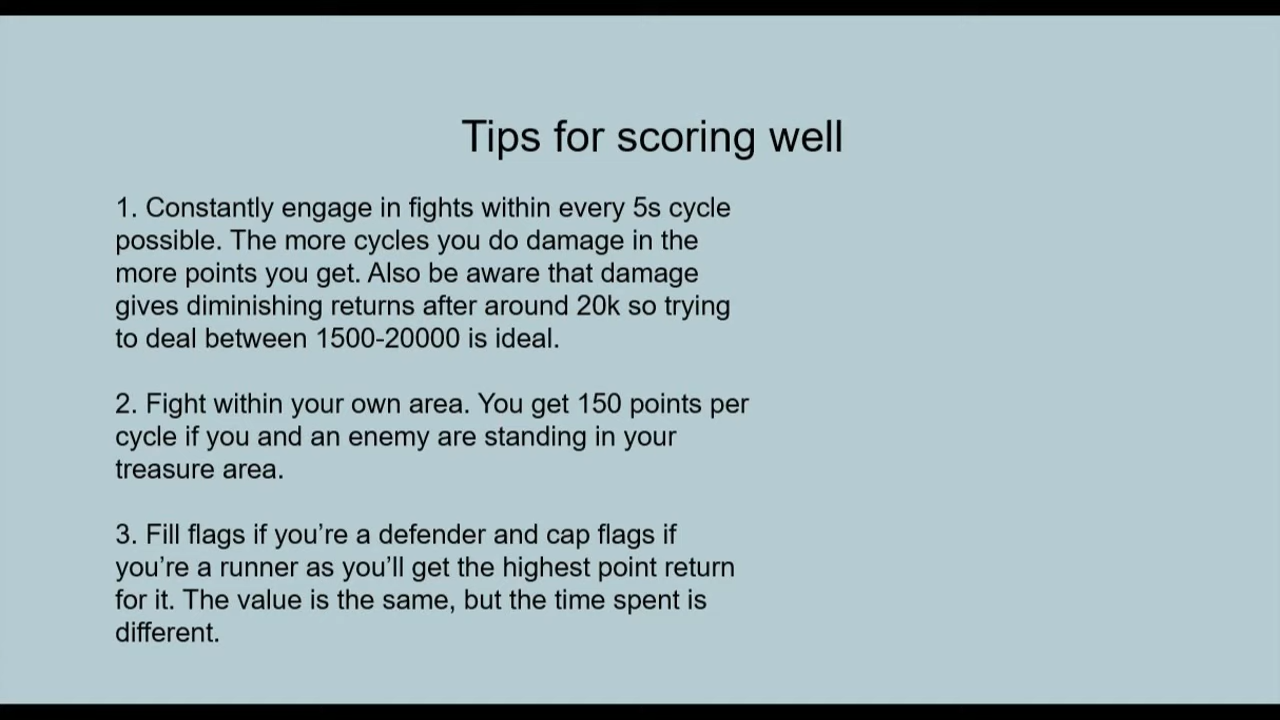 Tips for scoring well
1. Constantly engage in fights within every 5s cycle
possible. The more cycles you do damage in the
more points you get. Also be aware that damage
gives diminishing returns after around 20k so trying
to deal between 1500-20000 is ideal.
2. Fight within your own area. You get 150 points per
cycle if you and an enemy are standing in your
treasure area.
3. Fill flags if you’re a defender and cap flags if
you’re a runner as you’ll get the highest point return
for it. The value is the same, but the time spent is
different.